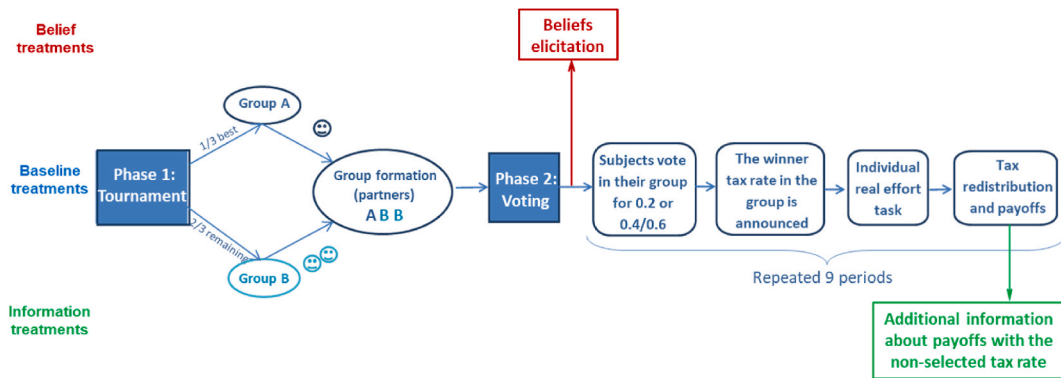 Belief
treatments
Beliefs
elicitation
Group A
1/3 best
Baseline
treatments
Phase 1:
Tournament
Group formation
(partners)
A B B
2/3 remaining
Group B
Phase 2:
Voting
Subjects vote
in their group
for 0.2 or
0.4/0.6
The winner
tax rate in the
group is
announced
Individual
real effort
task
Tax
redistribution
and payoffs
Repeated 9 periods
Information
treatments
Additional information
about payoffs with the
non-selected tax rate